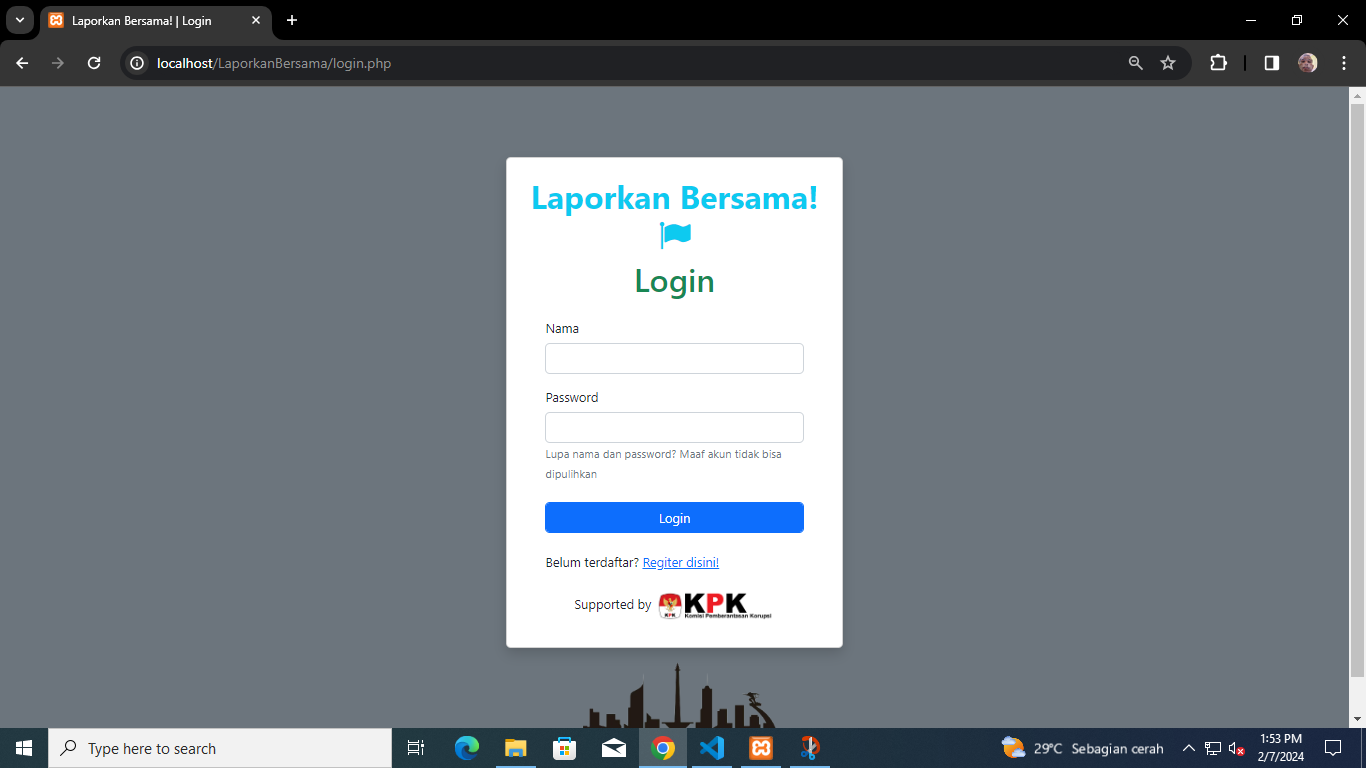 Laporkan Bersama! | Login
localhost/LaporkanBersama/login.php
Laporkan Bersama!
Login
Nama
Password
Lupa nama dan password? Maaf akun tidak bisa
dipulihkan
Login
Belum terdaftar? Regiter disini!
Supported by KPK
KPK
Komisi Pemberantasan Korupsi
Type here to search
29°C Sebagian cerah
1:53 PM
2/7/2024